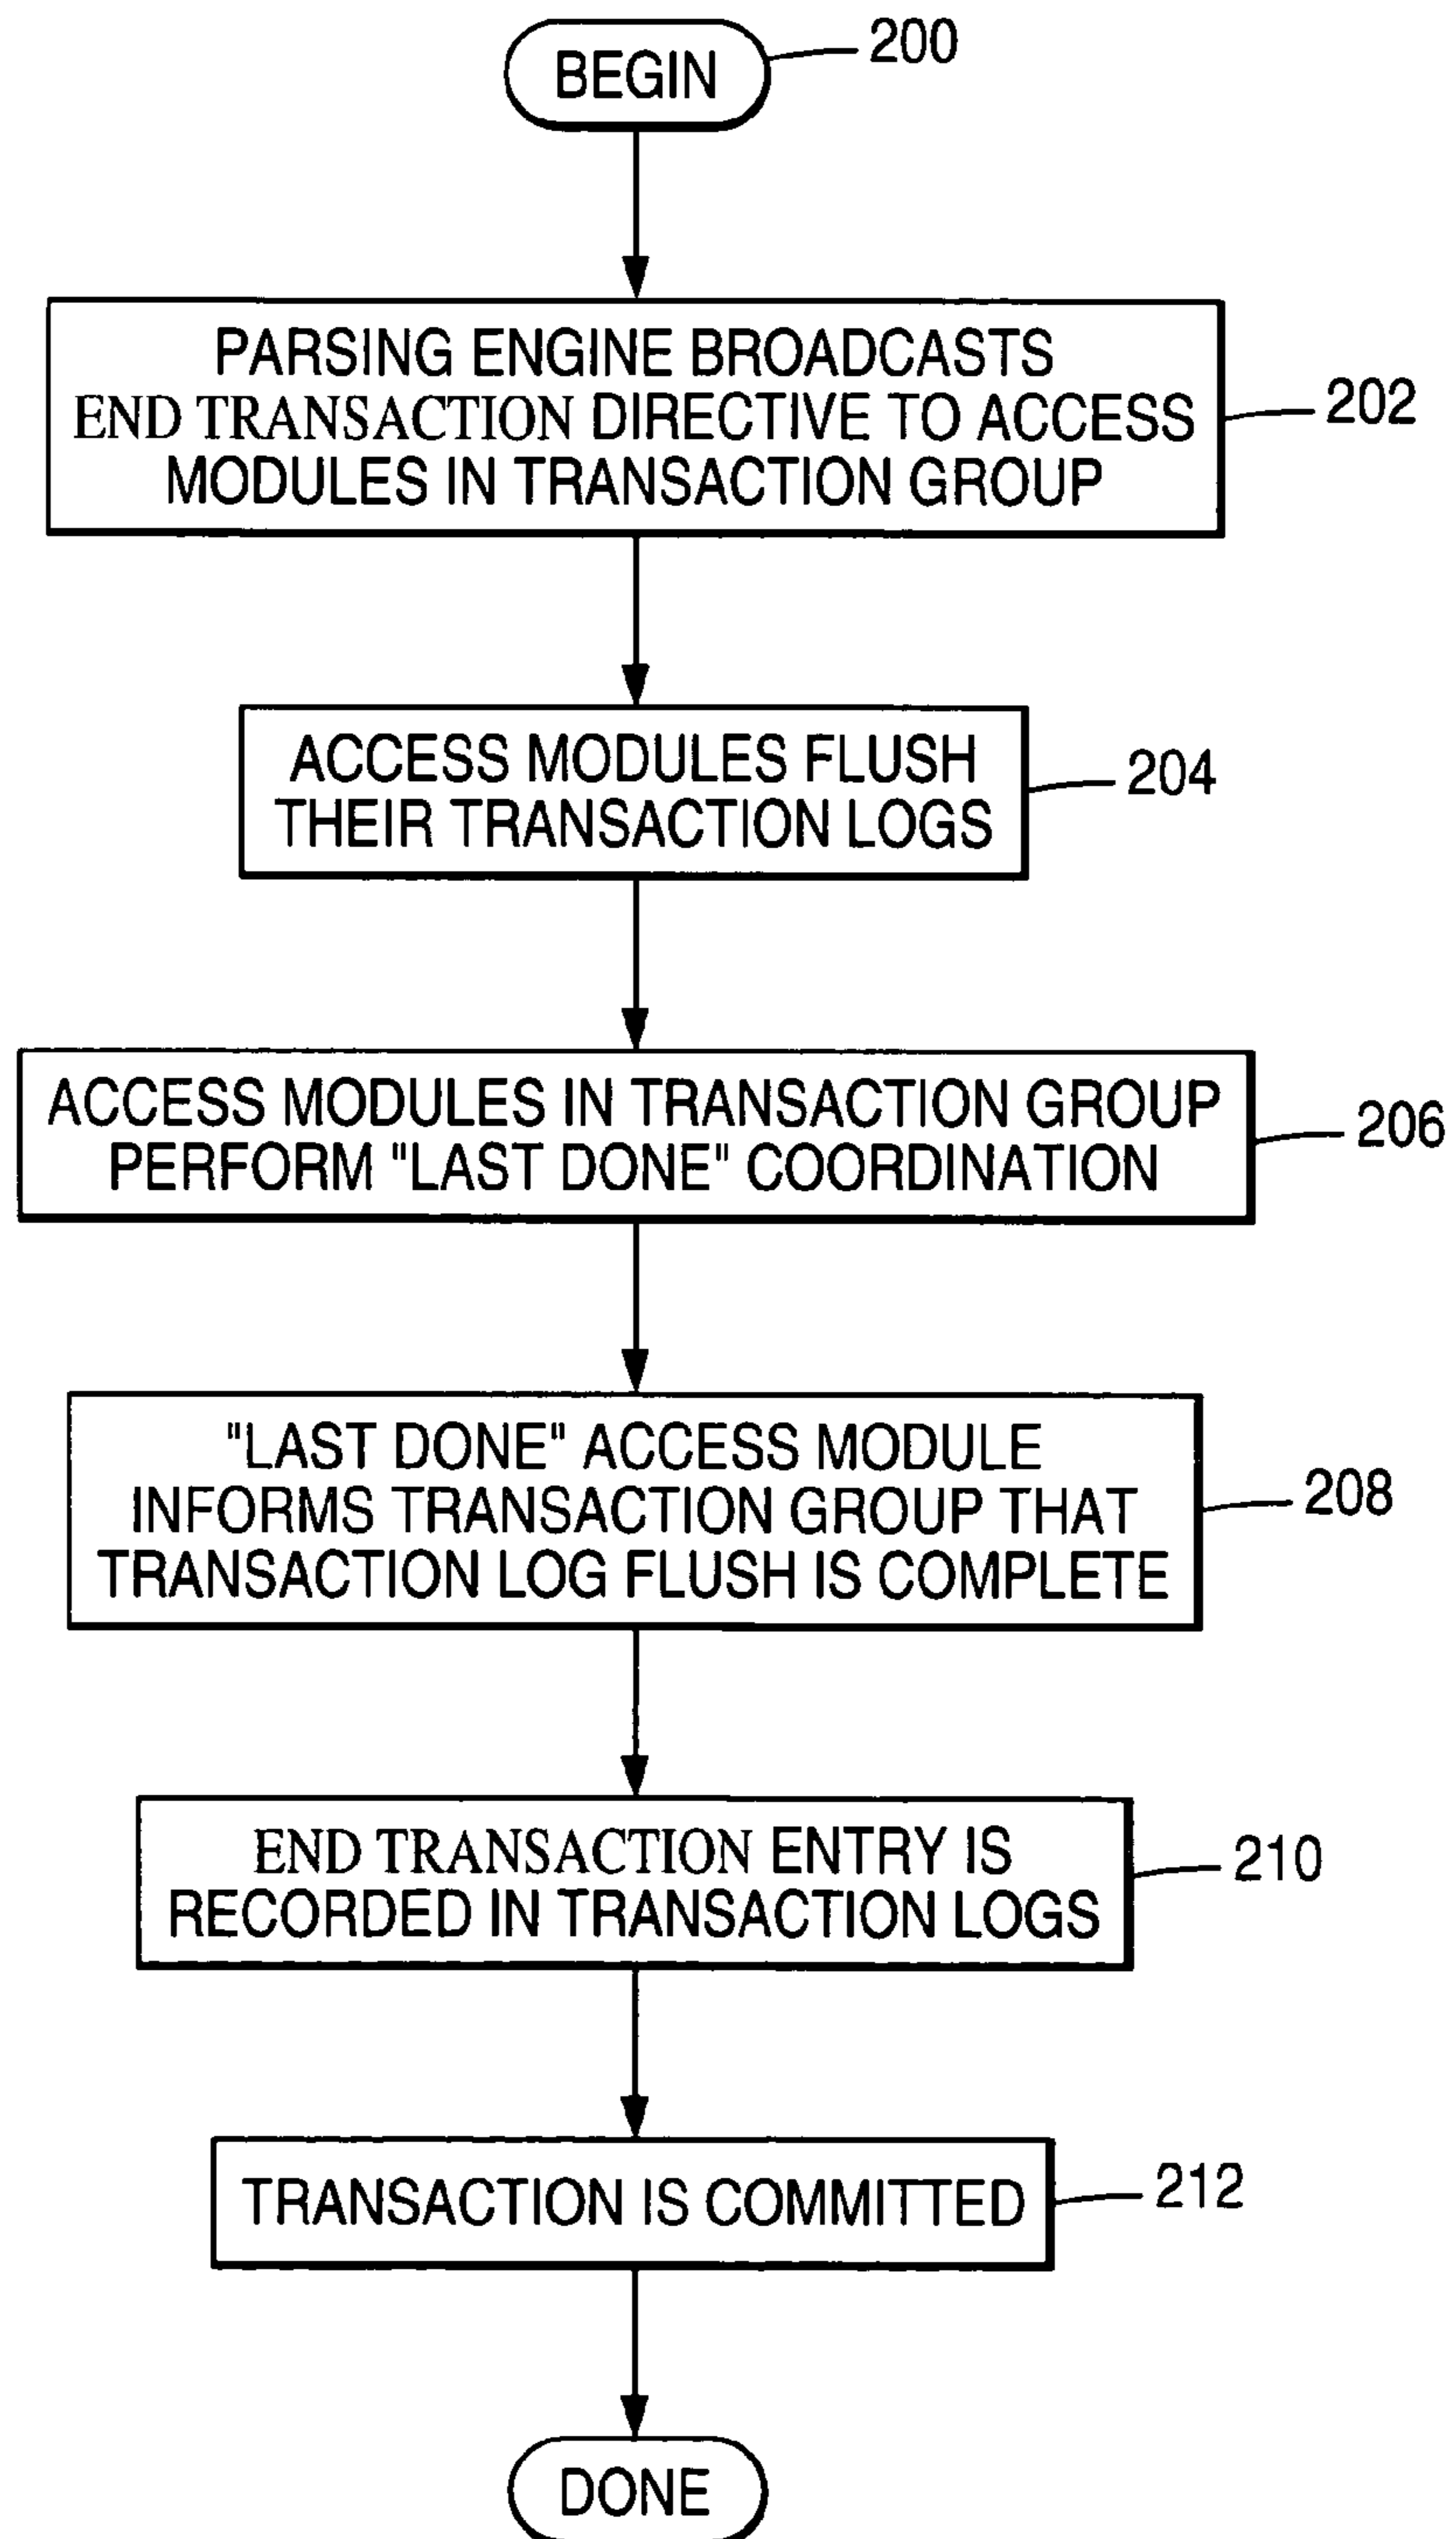 BEGIN
200
PARSING ENGINE BROADCASTS
END TRANSACTION DIRECTIVE TO ACCESS
MODULES IN TRANSACTION GROUP
202
ACCESS MODULES FLUSH
THEIR TRANSACTION LOGS
204
ACCESS MODULES IN TRANSACTION GROUP
PERFORM "LAST DONE" COORDINATION
206
"LAST DONE" ACCESS MODULE
INFORMS TRANSACTION GROUP THAT
TRANSACTION LOG FLUSH IS COMPLETE
208
END TRANSACTION ENTRY IS
RECORDED IN TRANSACTION LOGS
210
TRANSACTION IS COMMITTED
212
DONE